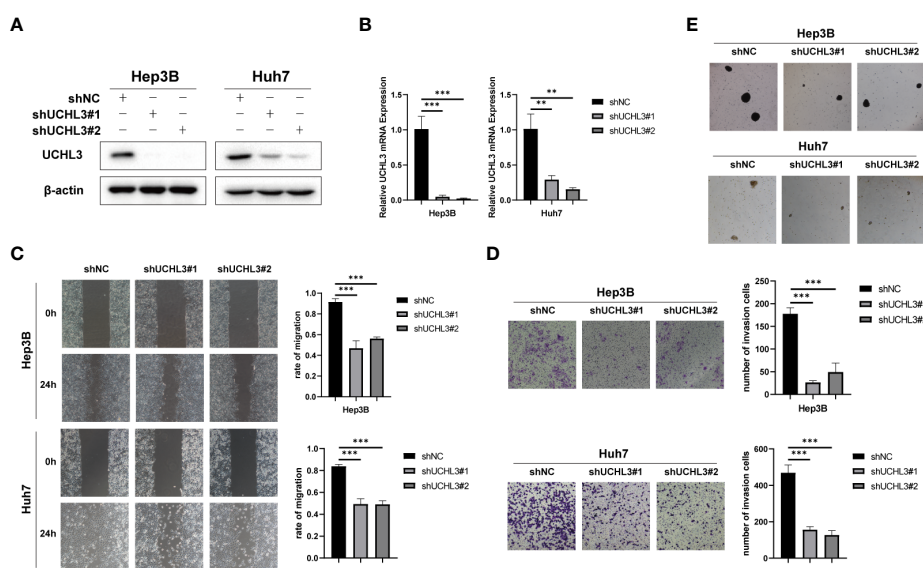 A
Hep3B
Huh7
shNC + – – + – –
shUCHL3#1 – + – – + –
shUCHL3#2 – – + – – +
UCHL3
β-actin
B
Relative UCHL3 mRNA Expression
1.5
1.0
0.5
0.0
***
***
Hep3B
Relative UCHL3 mRNA Expression
1.5
1.0
0.5
0.0
**
**
Huh7
shNC
shUCHL3#1
shUCHL3#2
E
Hep3B
shNC shUCHL3#1 shUCHL3#2
Huh7
shNC shUCHL3#1 shUCHL3#2
C
shNC shUCHL3#1 shUCHL3#2
Hep3B
0h
24h
Huh7
0h
24h
rate of migration
1.0
0.8
0.6
0.4
0.2
0.0
***
***
Hep3B
shNC
shUCHL3#1
shUCHL3#2
rate of migration
1.0
0.8
0.6
0.4
0.2
0.0
***
***
Huh7
shNC
shUCHL3#1
shUCHL3#2
D
Hep3B
shNC shUCHL3#1 shUCHL3#2
number of invasion cells
250
200
150
100
50
0
***
***
Hep3B
shNC
shUCHL3#
shUCHL3#
Huh7
shNC shUCHL3#1 shUCHL3#2
number of invasion cells
600
400
200
0
***
***
Huh7
shNC
shUCHL3#1
shUCHL3#2